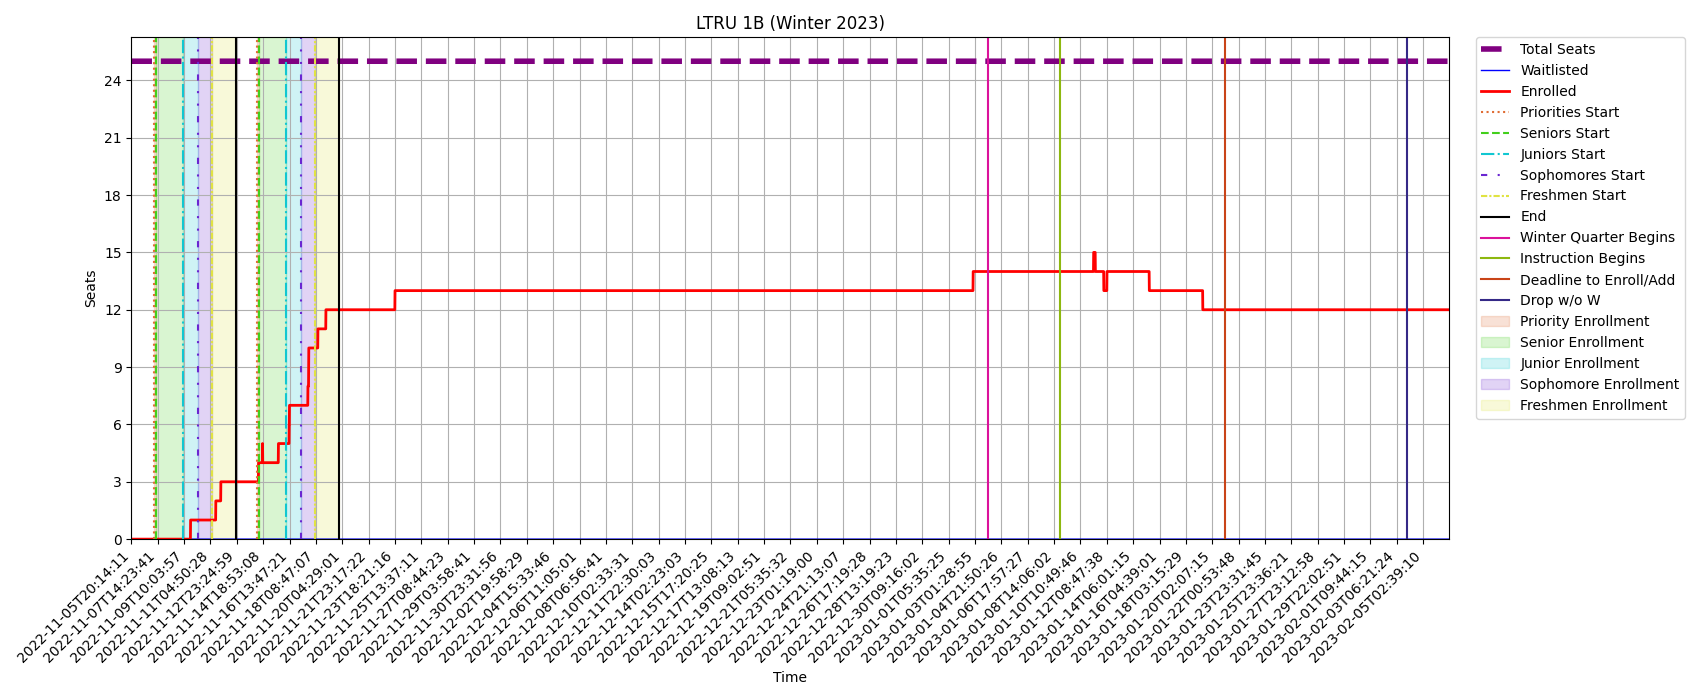 LTRU 1B (Winter 2023)
Seats
24
21
18
15
12
9
6
3
0
2022-11-05T20:14:11
2022-11-07T14:23:41
2022-11-09T10:03:57
2022-11-11T04:50:28
2022-11-12T23:24:59
2022-11-14T18:53:08
2022-11-16T13:47:21
2022-11-18T08:47:07
2022-11-20T04:29:01
2022-11-21T23:17:22
2022-11-23T18:21:16
2022-11-25T13:37:11
2022-11-27T08:44:23
2022-11-29T03:58:41
2022-11-30T23:31:56
2022-12-02T19:58:29
2022-12-04T15:33:46
2022-12-06T11:05:01
2022-12-08T06:56:41
2022-12-10T02:33:31
2022-12-11T22:30:03
2022-12-14T02:23:03
2022-12-15T17:20:25
2022-12-17T13:08:13
2022-12-19T09:02:51
2022-12-21T05:35:32
2022-12-23T01:19:00
2022-12-24T21:13:07
2022-12-26T17:19:28
2022-12-28T13:19:23
2022-12-30T09:16:02
2023-01-01T05:35:25
2023-01-03T01:28:55
2023-01-04T21:50:26
2023-01-06T17:57:27
2023-01-08T14:06:02
2023-01-10T10:49:46
2023-01-12T08:47:38
2023-01-14T06:01:15
2023-01-16T04:39:01
2023-01-18T03:15:29
2023-01-20T02:07:15
2023-01-22T00:53:48
2023-01-23T23:31:45
2023-01-25T23:36:21
2023-01-27T23:12:58
2023-01-29T22:02:51
2023-02-01T09:44:15
2023-02-03T06:21:24
2023-02-05T02:39:10
Time
Total Seats
Waitlisted
Enrolled
Priorities Start
Seniors Start
Juniors Start
Sophomores Start
Freshmen Start
End
Winter Quarter Begins
Instruction Begins
Deadline to Enroll/Add
Drop w/o W
Priority Enrollment
Senior Enrollment
Junior Enrollment
Sophomore Enrollment
Freshmen Enrollment